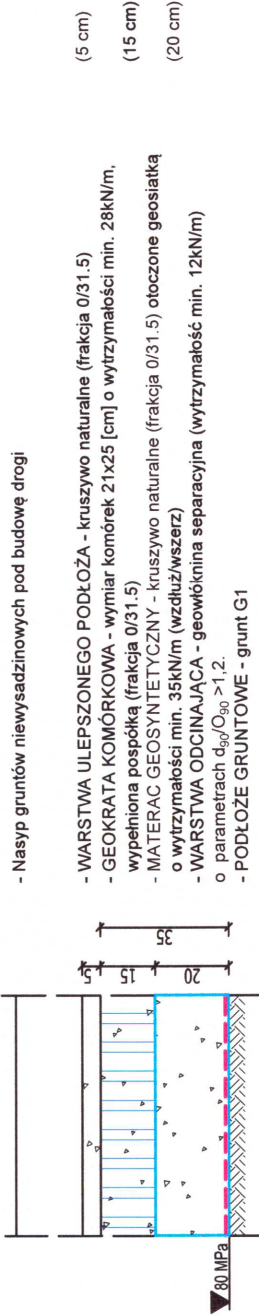 - Nasyp gruntów niewysadzinowych pod budowę drogi
- WARSTWA ULEPSZONEGO PODŁOŻA - kruszywo naturalne (frakcja 0/31.5) (5 cm)
- GEOKRATA KOMÓRKOWA - wymiar komórek 21x25 [cm] o wytrzymałości min. 28kN/m, (15 cm)
wypełniona pospółką (frakcja 0/31.5)
- MATERAC GEOSYNTETYCZNY - kruszywo naturalne (frakcja 0/31.5) otoczone geosiatką (20 cm)
o wytrzymałości min. 35kN/m (wzdłuż/wszerz)
- WARSTWA ODCINAJĄCA - geowłóknina separacyjna (wytrzymałość min. 12kN/m)
o parametrach d90/O90 >1,2.
- PODŁOŻE GRUNTOWE - grunt G1
5
15
20
35
80 MPa